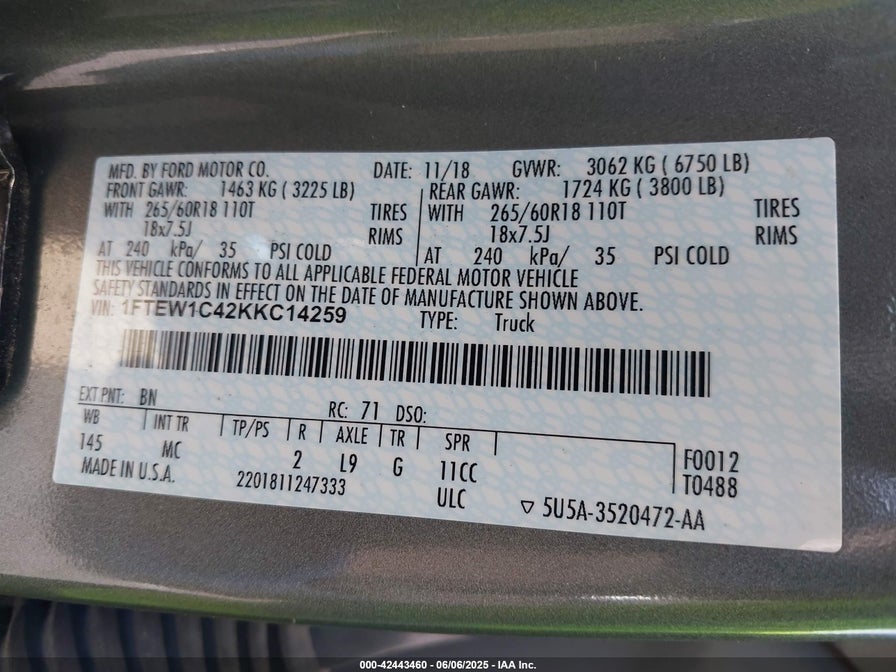 MFD. BY FORD MOTOR CO. DATE: 11/18 GVWR: 3062 KG ( 6750 LB)
FRONT GAWR: 1463 KG ( 3225 LB) REAR GAWR: 1724 KG ( 3800 LB)
WITH 265/60R18 110T TIRES WITH 265/60R18 110T TIRES
18x7.5J RIMS 18x7.5J RIMS
AT 240 kPa/ 35 PSI COLD AT 240 kPa/ 35 PSI COLD
THIS VEHICLE CONFORMS TO ALL APPLICABLE FEDERAL MOTOR VEHICLE
SAFETY STANDARDS IN EFFECT ON THE DATE OF MANUFACTURE SHOWN ABOVE.
VIN: 1FTEW1C42KKC14259 TYPE: Truck
EXT PNT: BN RC: 71 DSO:
WB INT TR TP/PS R AXLE TR SPR
145 MC 2 L9 G 11CC F0012
MADE IN U.S.A. 2201811247333 ULC T0488
▽ 5U5A-3520472-AA
000-42443460 - 06/06/2025 - IAA Inc.